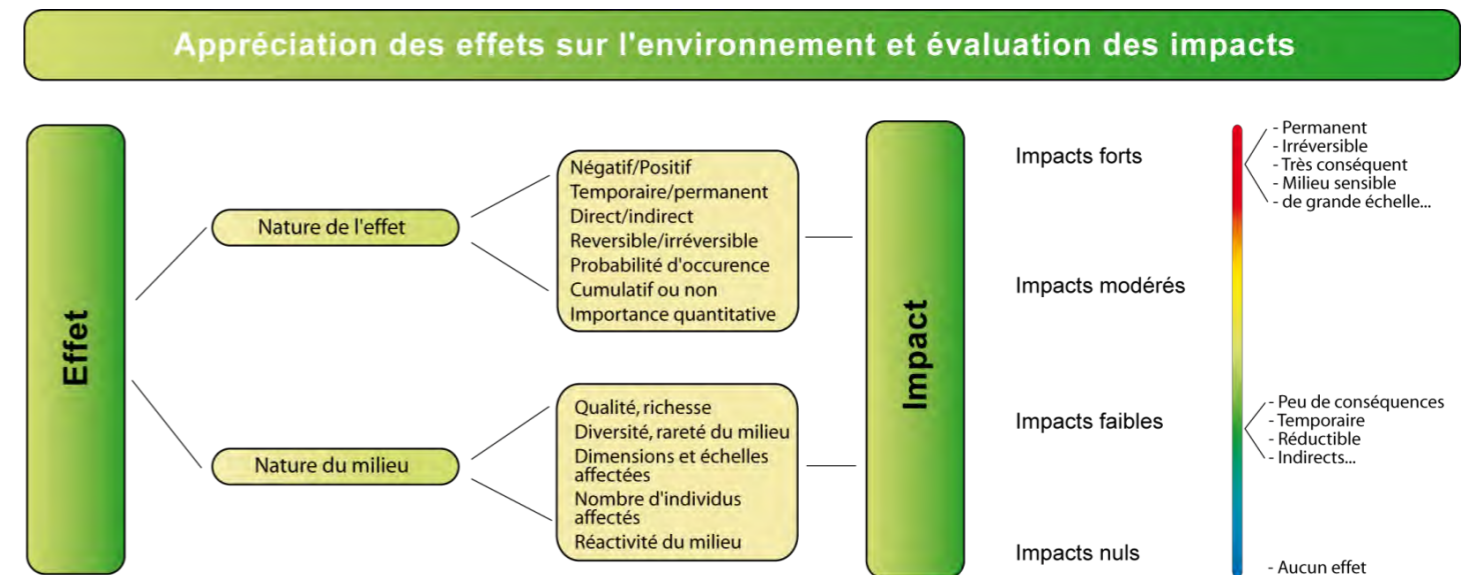 Appréciation des effets sur l'environnement et évaluation des impacts
Effet
Nature de l'effet
Négatif/Positif
Temporaire/permanent
Direct/indirect
Reversible/irréversible
Probabilité d'occurence
Cumulatif ou non
Importance quantitative
Nature du milieu
Qualité, richesse
Diversité, rareté du milieu
Dimensions et échelles
affectées
Nombre d'individus
affectés
Réactivité du milieu
Impact
Impacts forts
- Permanent
- Irréversible
- Très conséquent
- Milieu sensible
- de grande échelle...
Impacts modérés
Impacts faibles
- Peu de conséquences
- Temporaire
- Réductible
- Indirects...
Impacts nuls
- Aucun effet